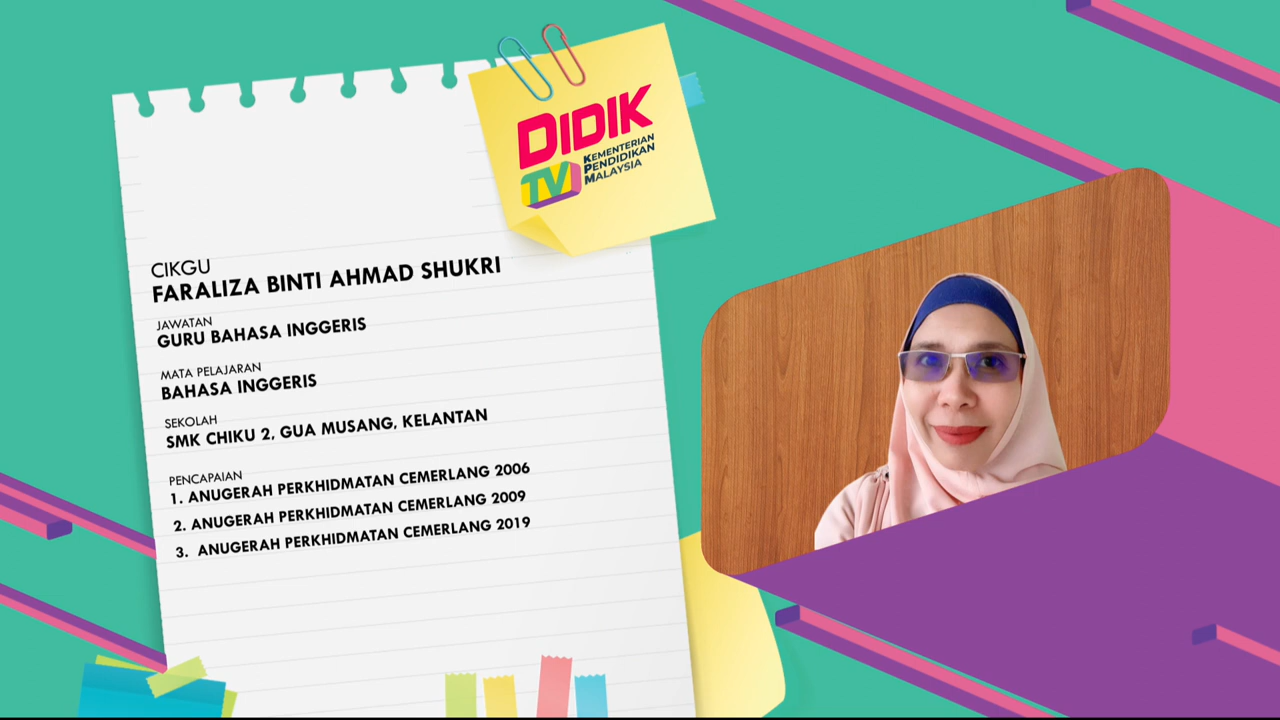 DIDIK
TV
KEMENTERIAN
PENDIDIKAN
MALAYSIA
CIKGU
FARALIZA BINTI AHMAD SHUKRI
JAWATAN
GURU BAHASA INGGERIS
MATA PELAJARAN
BAHASA INGGERIS
SEKOLAH
SMK CHIKU 2, GUA MUSANG, KELANTAN
PENCAPAIAN
1. ANUGERAH PERKHIDMATAN CEMERLANG 2006
2. ANUGERAH PERKHIDMATAN CEMERLANG 2009
3. ANUGERAH PERKHIDMATAN CEMERLANG 2019